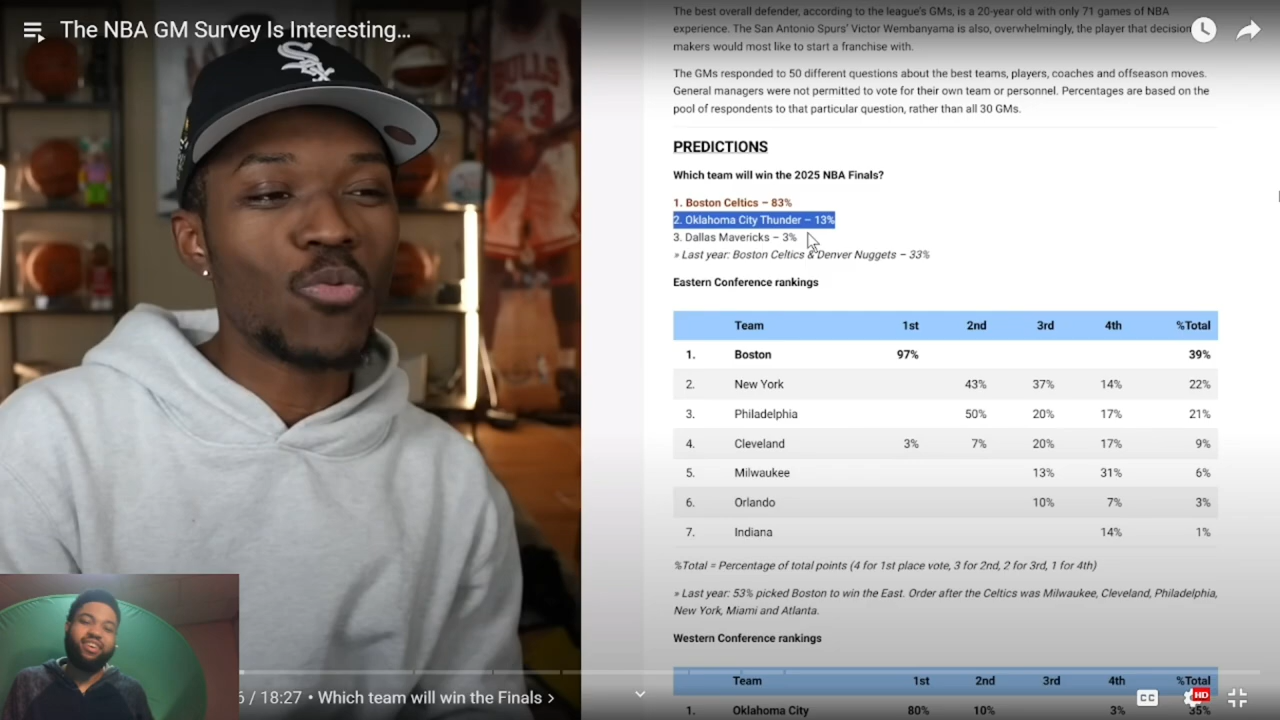 The NBA GM Survey Is Interesting...
The best overall defender, according to the league's GMs, is a 20-year old with only 71 games of NBA
experience. The San Antonio Spurs' Victor Wembanyama is also, overwhelmingly, the player that decision
makers would most like to start a franchise with.
The GMs responded to 50 different questions about the best teams, players, coaches and offseason moves.
General managers were not permitted to vote for their own team or personnel. Percentages are based on the
pool of respondents to that particular question, rather than all 30 GMs.
PREDICTIONS
Which team will win the 2025 NBA Finals?
1. Boston Celtics – 83%
2. Oklahoma City Thunder – 13%
3. Dallas Mavericks – 3%
» Last year: Boston Celtics & Denver Nuggets – 33%
Eastern Conference rankings
Team 1st 2nd 3rd 4th %Total
1. Boston 97% 39%
2. New York 43% 37% 14% 22%
3. Philadelphia 50% 20% 17% 21%
4. Cleveland 3% 7% 20% 17% 9%
5. Milwaukee 13% 31% 6%
6. Orlando 10% 7% 3%
7. Indiana 14% 1%
%Total = Percentage of total points (4 for 1st place vote, 3 for 2nd, 2 for 3rd, 1 for 4th)
» Last year: 53% picked Boston to win the East. Order after the Celtics was Milwaukee, Cleveland, Philadelphia,
New York, Miami and Atlanta.
Western Conference rankings
Team 1st 2nd 3rd 4th %Total
1. Oklahoma City 80% 10% 3% 35%
6 / 18:27 • Which team will win the Finals >
CC
HD
Sox
BULLS
23